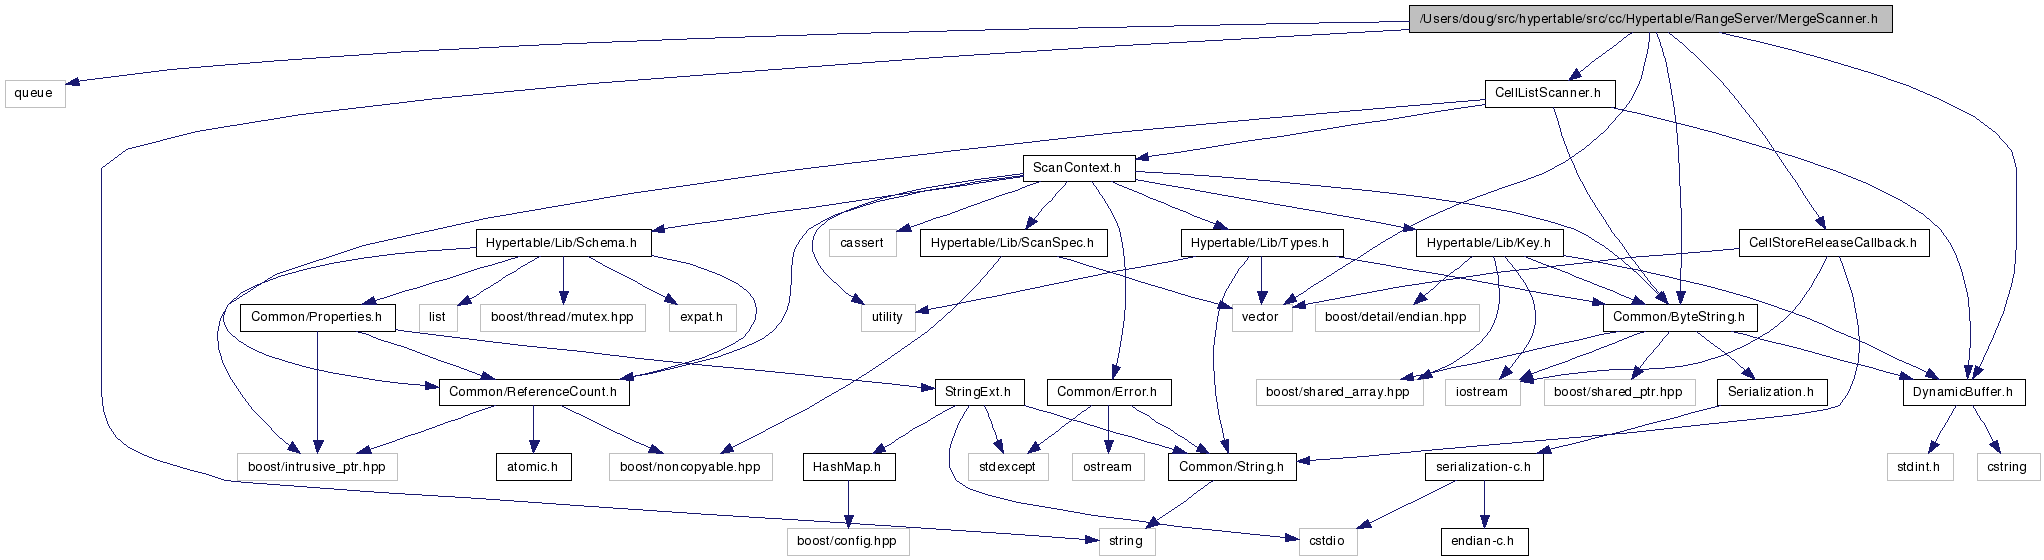 /Users/doug/src/hypertable/src/cc/Hypertable/RangeServer/MergeScanner.h
queue
CellListScanner.h
ScanContext.h
Hypertable/Lib/Schema.h
cassert
Hypertable/Lib/ScanSpec.h
Hypertable/Lib/Types.h
Hypertable/Lib/Key.h
CellStoreReleaseCallback.h
Common/Properties.h
list
boost/thread/mutex.hpp
expat.h
utility
vector
boost/detail/endian.hpp
Common/ByteString.h
Common/ReferenceCount.h
StringExt.h
Common/Error.h
boost/shared_array.hpp
iostream
boost/shared_ptr.hpp
Serialization.h
DynamicBuffer.h
boost/intrusive_ptr.hpp
atomic.h
boost/noncopyable.hpp
HashMap.h
stdexcept
ostream
Common/String.h
serialization-c.h
stdint.h
cstring
boost/config.hpp
string
cstdio
endian-c.h